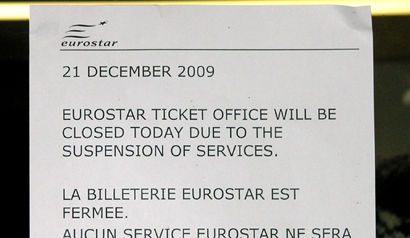 eurostar
21 DECEMBER 2009
EUROSTAR TICKET OFFICE WILL BE
CLOSED TODAY DUE TO THE
SUSPENSION OF SERVICES.
LA BILLETERIE EUROSTAR EST
FERMEE.
AUCUN SERVICE EUROSTAR NE SERA